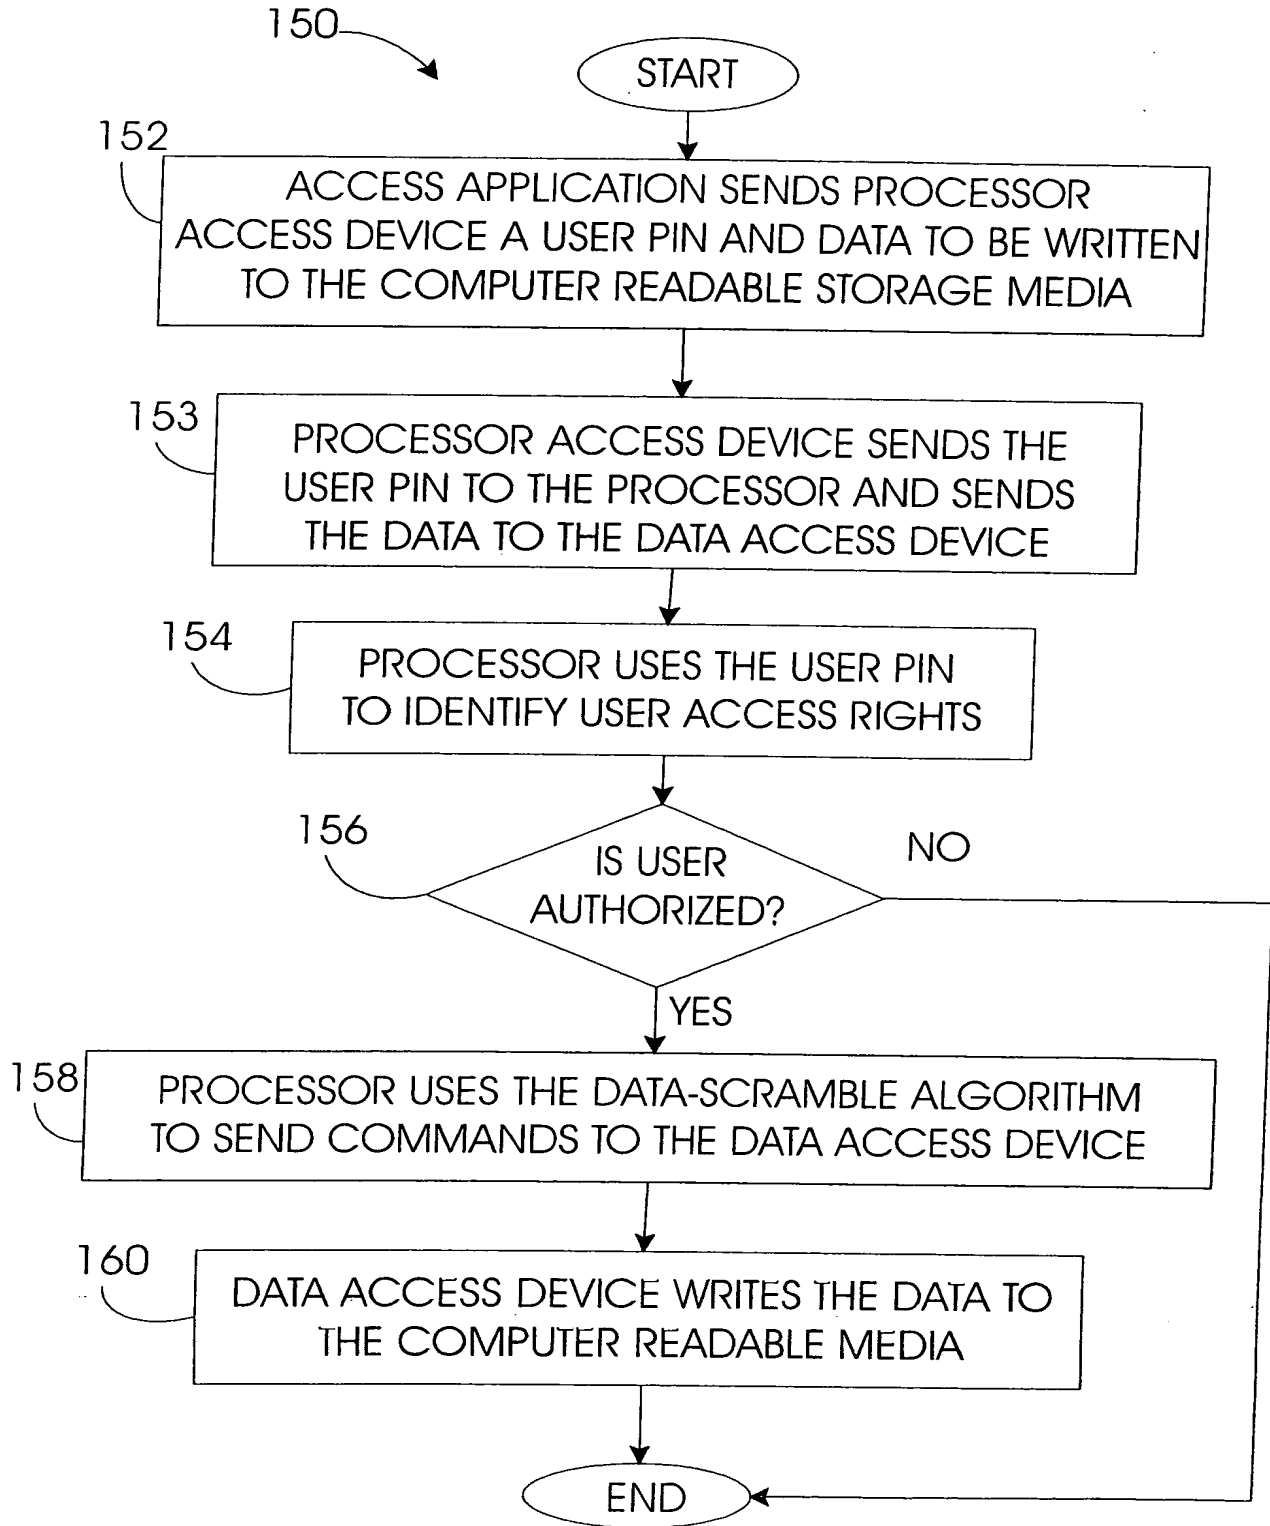 150
START
152
ACCESS APPLICATION SENDS PROCESSOR
ACCESS DEVICE A USER PIN AND DATA TO BE WRITTEN
TO THE COMPUTER READABLE STORAGE MEDIA
153
PROCESSOR ACCESS DEVICE SENDS THE
USER PIN TO THE PROCESSOR AND SENDS
THE DATA TO THE DATA ACCESS DEVICE
154
PROCESSOR USES THE USER PIN
TO IDENTIFY USER ACCESS RIGHTS
156
IS USER
AUTHORIZED?
NO
YES
158
PROCESSOR USES THE DATA-SCRAMBLE ALGORITHM
TO SEND COMMANDS TO THE DATA ACCESS DEVICE
160
DATA ACCESS DEVICE WRITES THE DATA TO
THE COMPUTER READABLE MEDIA
END